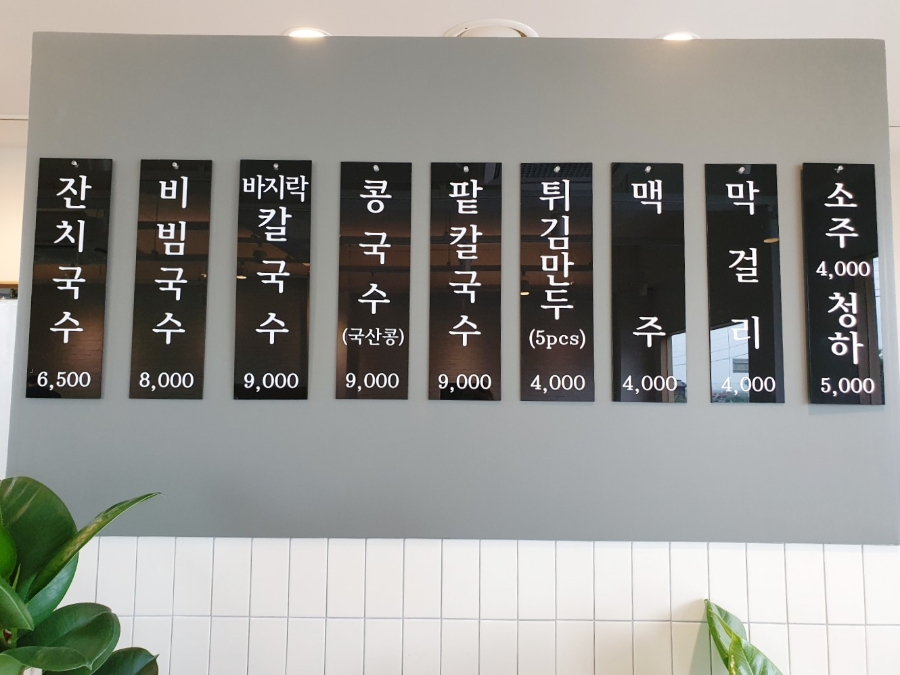 잔치국수
6,500
비빔국수
8,000
바지락
칼국수
9,000
콩국수
(국산콩)
9,000
팥칼국수
9,000
튀김만두
(5pcs)
4,000
맥주
4,000
막걸리
4,000
소주
4,000
청하
5,000